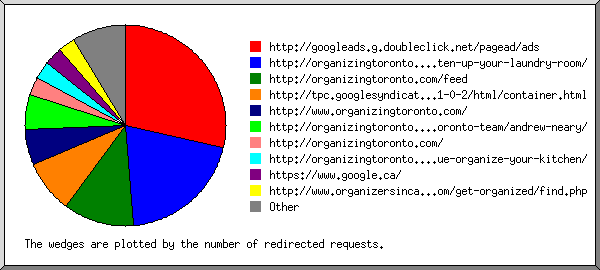 http://googleads.g.doubleclick.net/pagead/ads
http://organizingtoronto....ten-up-your-laundry-room/
http://organizingtoronto.com/feed
http://tpc.googlesyndicat...1-0-2/html/container.html
http://www.organizingtoronto.com/
http://organizingtoronto....oronto-team/andrew-neary/
http://organizingtoronto.com/
http://organizingtoronto....ue-organize-your-kitchen/
https://www.google.ca/
http://www.organizersinca...om/get-organized/find.php
Other
The wedges are plotted by the number of redirected requests.